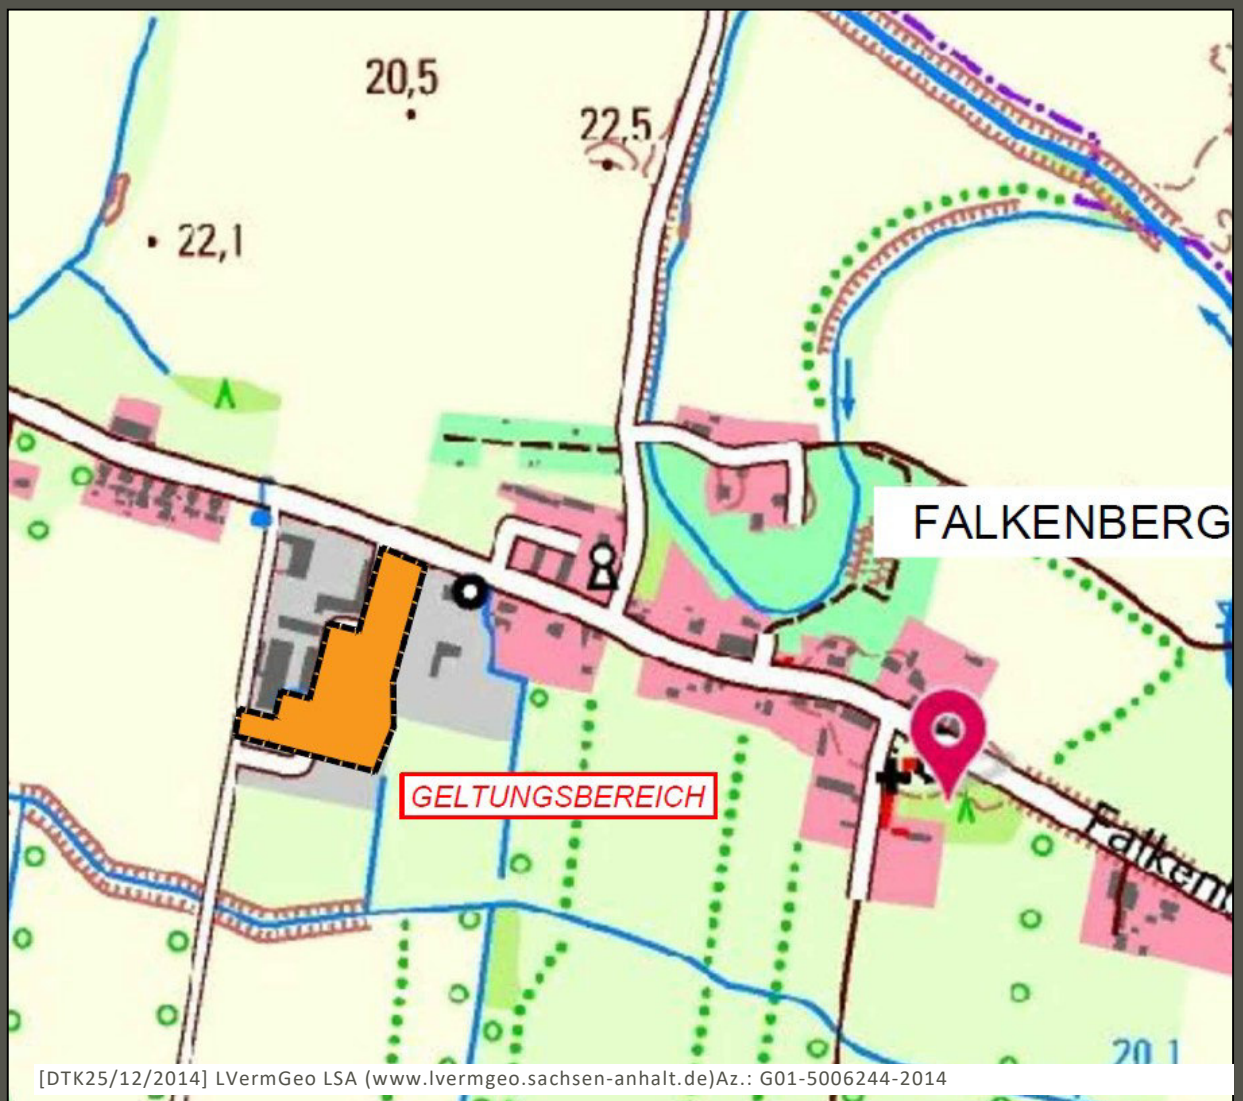 20,5
22,5
22,1
FALKENBERG
GELTUNGSBEREICH
20 1
[DTK25/12/2014] LVermGeo LSA (www.lvermgeo.sachsen-anhalt.de)Az.: G01-5006244-2014